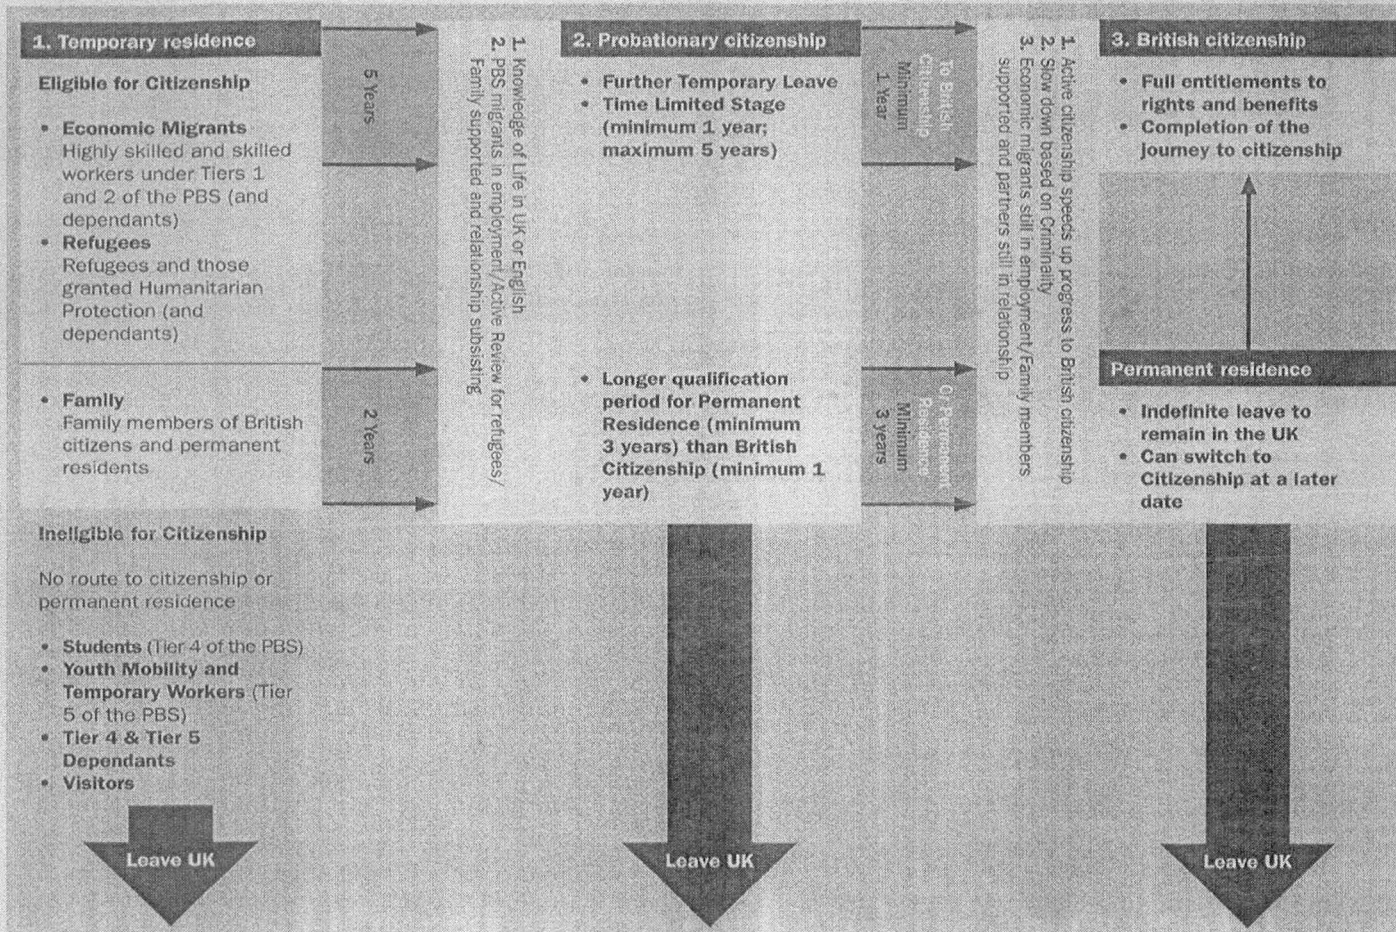 1. Temporary residence
Eligible for Citizenship
• Economic Migrants
Highly skilled and skilled
workers under Tiers 1
and 2 of the PBS (and
dependants)
• Refugees
Refugees and those
granted Humanitarian
Protection (and
dependants)
• Family
Family members of British
citizens and permanent
residents
Ineligible for Citizenship
No route to citizenship or
permanent residence
• Students (Tier 4 of the PBS)
• Youth Mobility and
Temporary Workers (Tier
5 of the PBS)
• Tier 4 & Tier 5
Dependants
• Visitors
Leave UK
5 Years
2 Years
1. Knowledge of Life in UK or English
2. PBS migrants in employment/Active Review for refugees/
Family supported and relationship subsisting
2. Probationary citizenship
• Further Temporary Leave
• Time Limited Stage
(minimum 1 year;
maximum 5 years)
• Longer qualification
period for Permanent
Residence (minimum
3 years) than British
Citizenship (minimum 1
year)
Leave UK
To British
Citizenship
Minimum
1 Year
Or Permanent
Residence
Minimum
3 years
1. Active citizenship speeds up progress to British citizenship
2. Slow down based on Criminality
3. Economic migrants still in employment/Family members
supported and partners still in relationship
3. British citizenship
• Full entitlements to
rights and benefits
• Completion of the
journey to citizenship
Permanent residence
• Indefinite leave to
remain in the UK
• Can switch to
Citizenship at a later
date
Leave UK